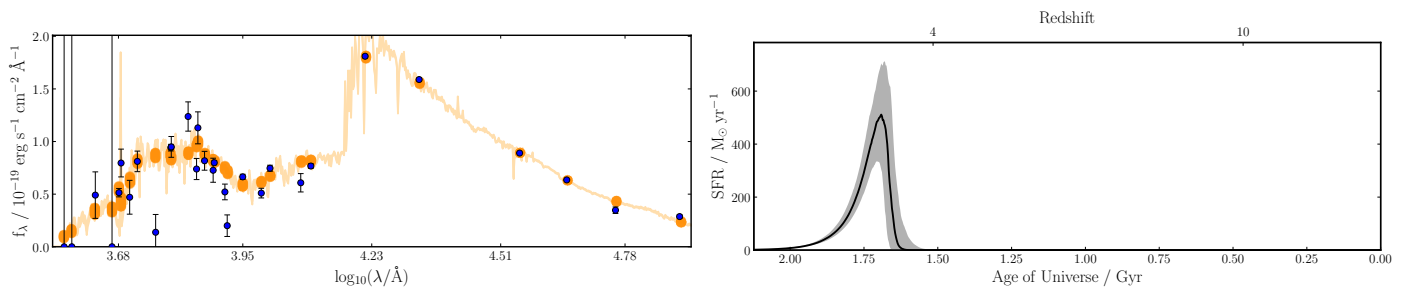 2.0
1.5
1.0
0.5
0.0
f_λ / 10⁻¹⁹ erg s⁻¹ cm⁻² Å⁻¹
3.68 3.95 4.23 4.51 4.78
log₁₀(λ/Å)
Redshift
4 10
600
400
200
0
SFR / M⊙ yr⁻¹
2.00 1.75 1.50 1.25 1.00 0.75 0.50 0.25 0.00
Age of Universe / Gyr